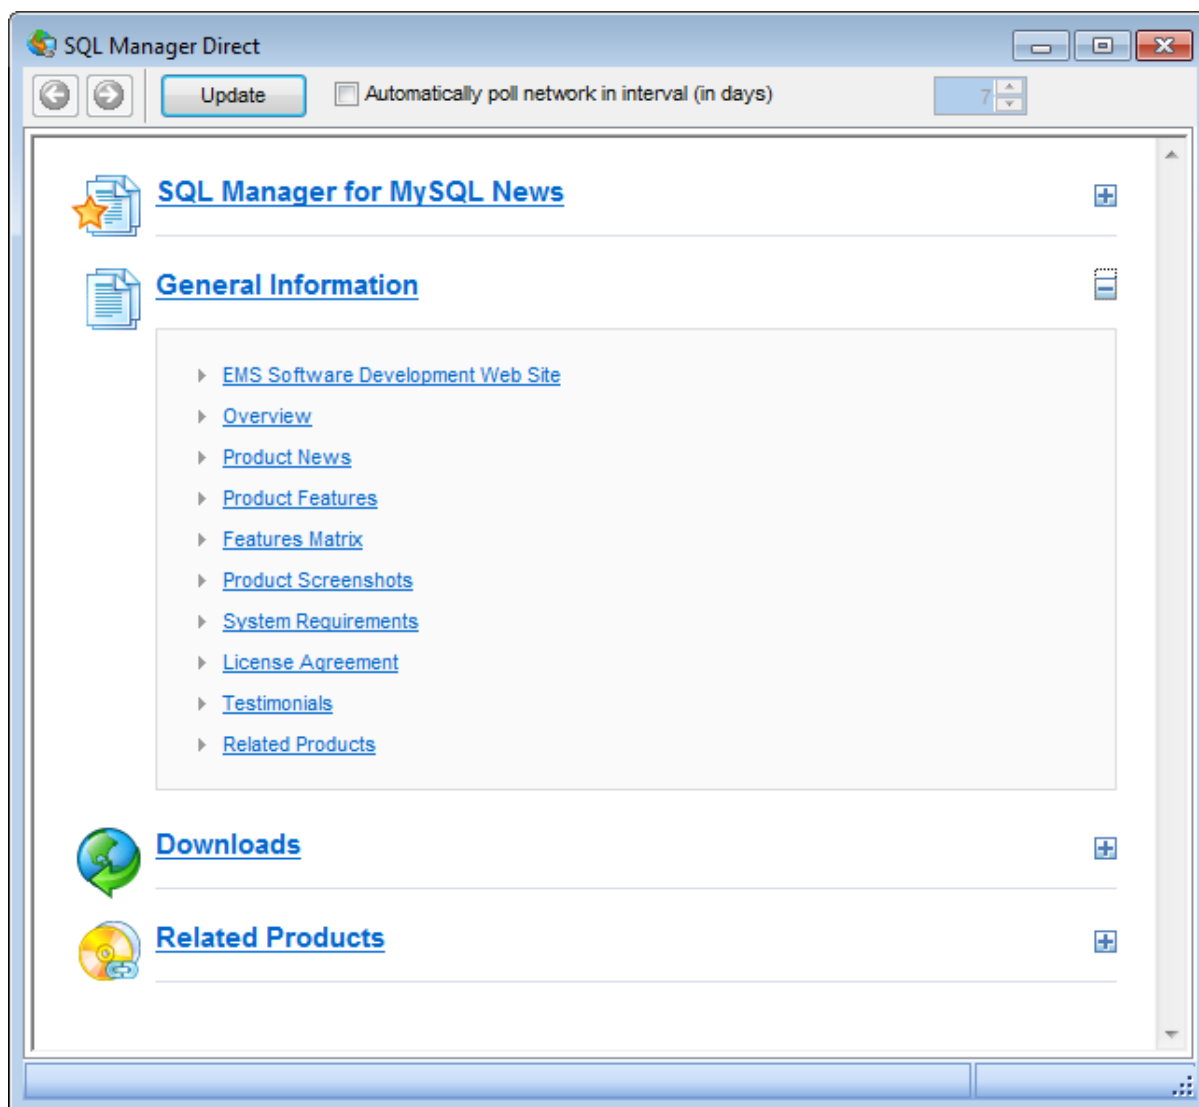 SQL Manager Direct
Update Automatically poll network in interval (in days) 7
SQL Manager for MySQL News
General Information
EMS Software Development Web Site
Overview
Product News
Product Features
Features Matrix
Product Screenshots
System Requirements
License Agreement
Testimonials
Related Products
Downloads
Related Products